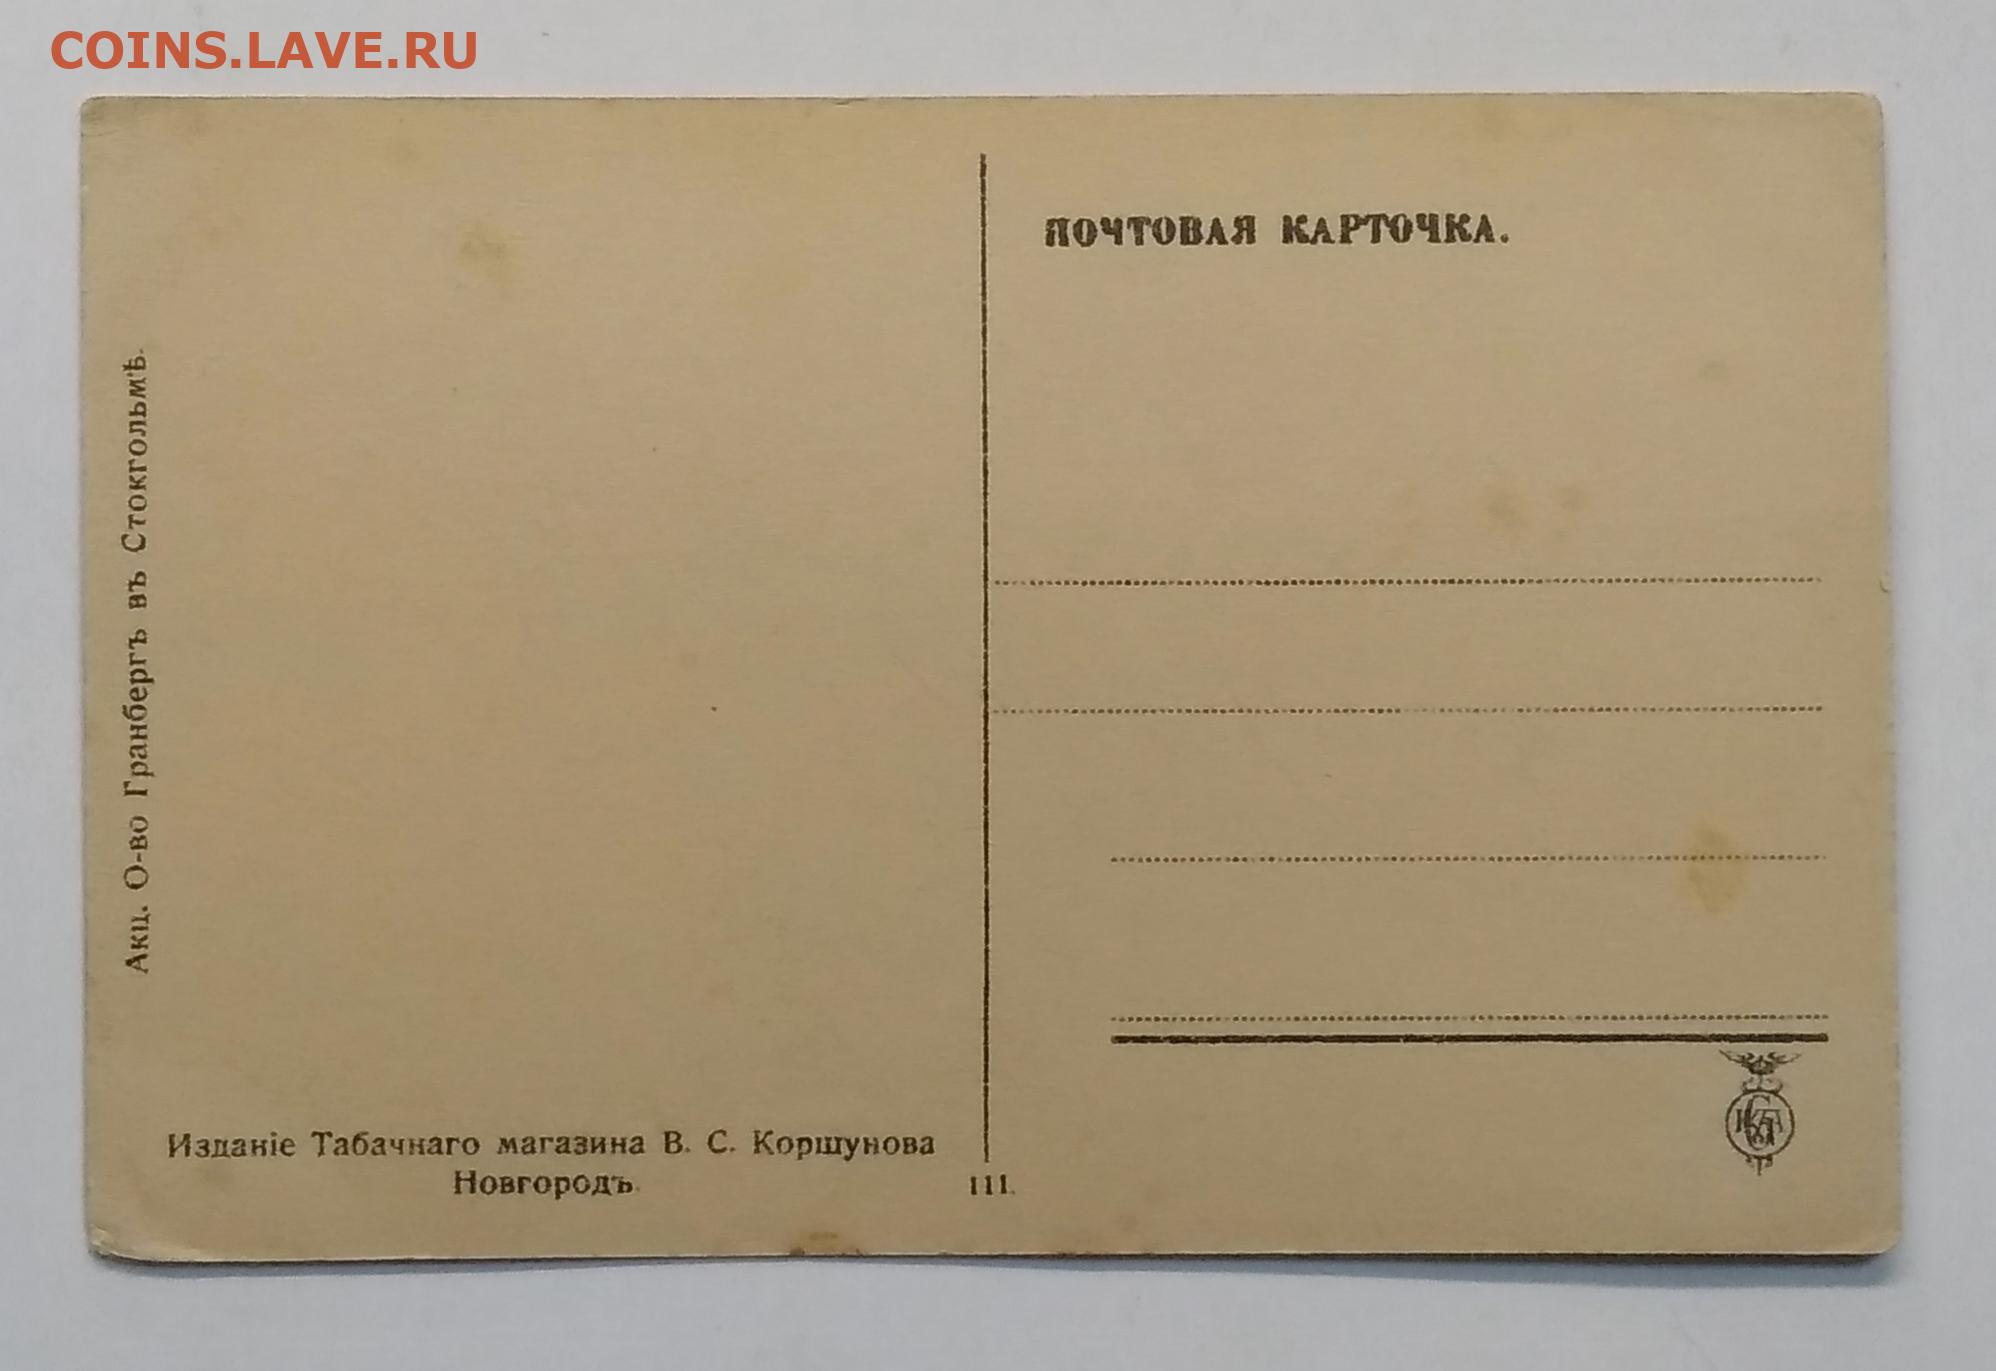 COINS.LAVE.RU
ПОЧТОВАЯ КАРТОЧКА.
Акц. О-во Гранбергъ въ Стокгольмѣ.
Изданіе Табачнаго магазина В. С. Коршунова
Новгородъ.
111.